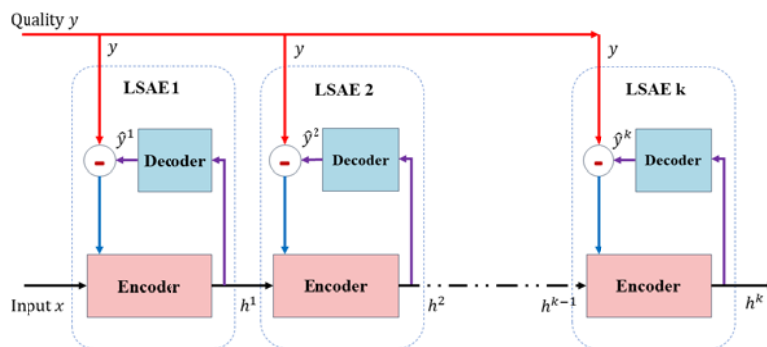 Quality y
y
y
y
LSAE 1
LSAE 2
LSAE k
ŷ¹
Decoder
ŷ²
Decoder
ŷᵏ
Decoder
-
-
-
Encoder
Encoder
Encoder
Input x
h¹
h²
hᵏ⁻¹
hᵏ